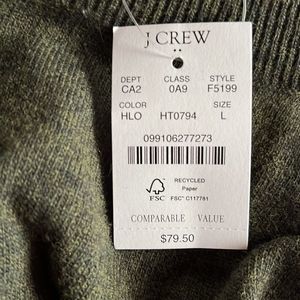 J.CREW
DEPT CLASS STYLE
CA2 0A9 F5199
COLOR SIZE
HLO HT0794 L
099106277273
RECYCLED
Paper
FSC FSC® C117781
COMPARABLE VALUE
$79.50